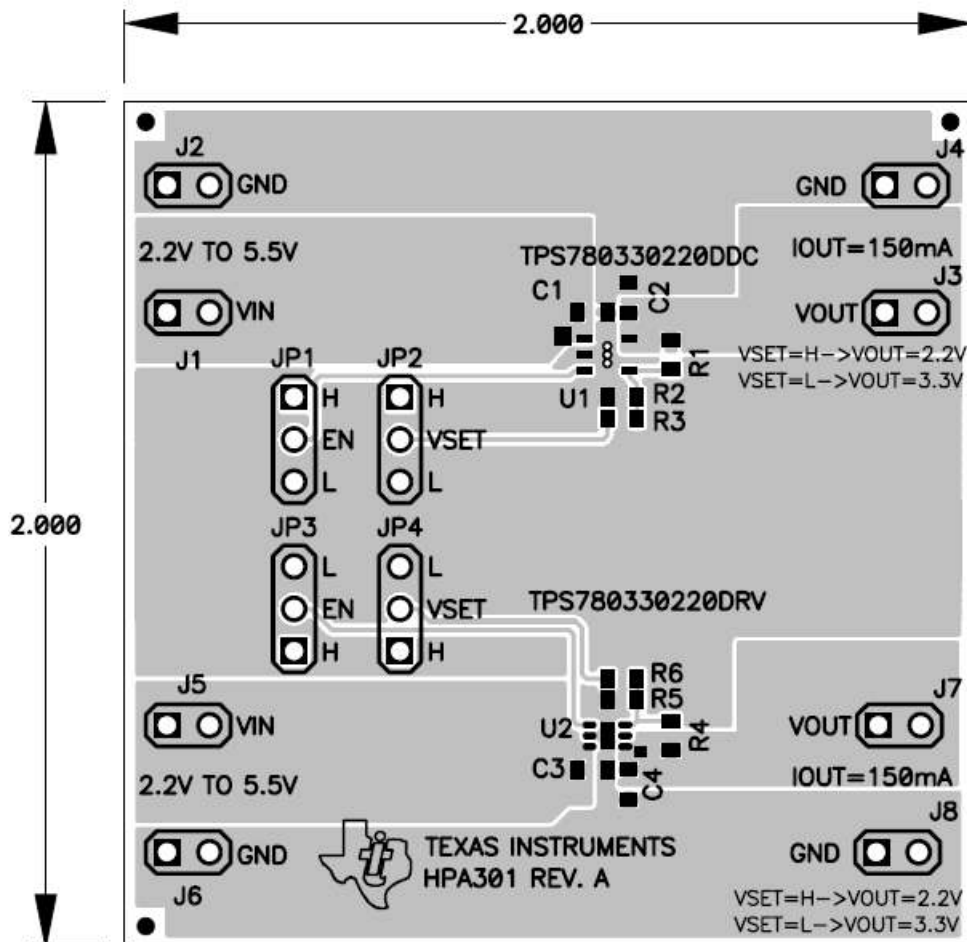 2.000
J2
J4
GND
GND
2.2V TO 5.5V
TPS780330220DDC
IOUT=150mA
C1
C2
J3
VIN
VOUT
J1
JP1
JP2
R1
VSET=H->VOUT=2.2V
H
H
U1
R2
VSET=L->VOUT=3.3V
R3
EN
VSET
L
L
2.000
JP3
JP4
L
L
EN
VSET
TPS780330220DRV
H
H
R6
J5
R5
J7
VIN
U2
R4
VOUT
2.2V TO 5.5V
C3
C4
IOUT=150mA
J8
GND
TEXAS INSTRUMENTS
GND
J6
HPA301 REV. A
VSET=H->VOUT=2.2V
VSET=L->VOUT=3.3V